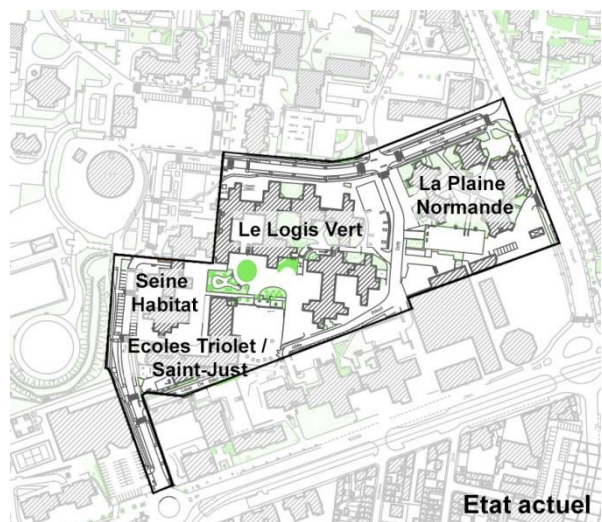 La Plaine
Normande
Le Logis Vert
Seine
Habitat
Ecoles Triolet /
Saint-Just
Etat actuel